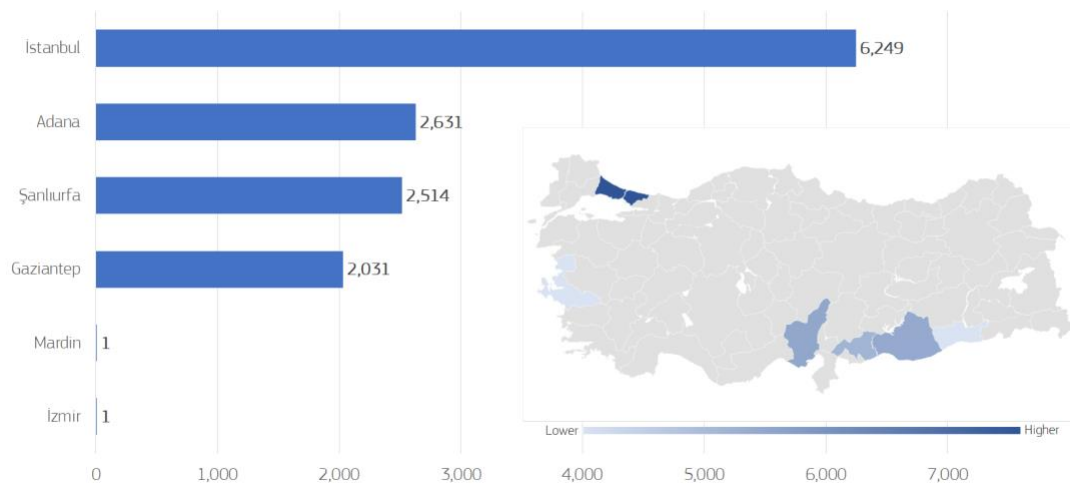 İstanbul 6,249
Adana 2,631
Şanlıurfa 2,514
Gaziantep 2,031
Mardin 1
İzmir 1
Lower Higher
0 1,000 2,000 3,000 4,000 5,000 6,000 7,000